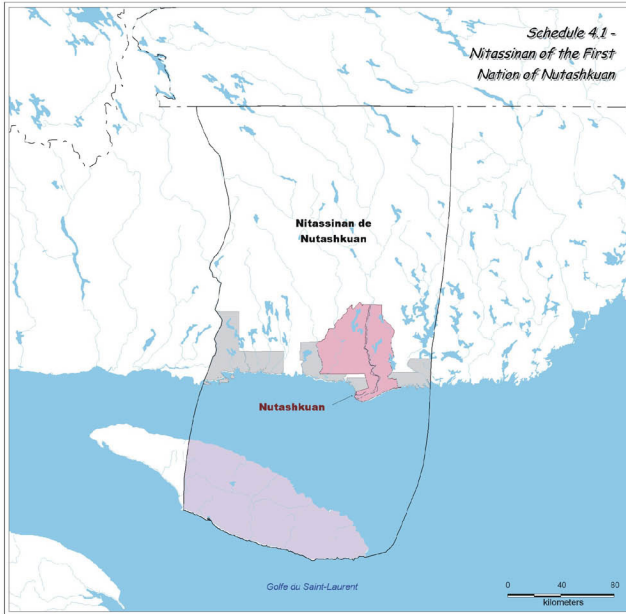 Schedule 4.1 -
Nitassinan of the First
Nation of Nutashkuan
Nitassinan de
Nutashkuan
Nutashkuan
Golfe du Saint-Laurent
0 40 80
kilometers